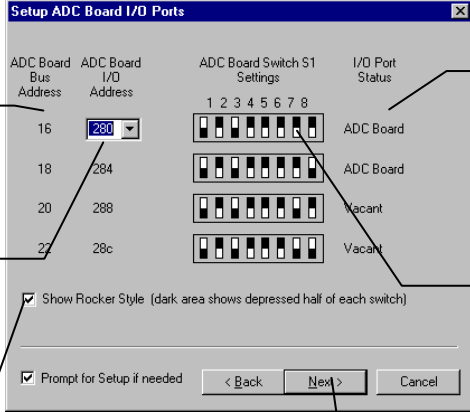 Setup ADC Board I/O Ports
ADC Board Bus Address
ADC Board I/O Address
ADC Board Switch S1 Settings
I/O Port Status
1 2 3 4 5 6 7 8
16 280 ADC Board
18 284 ADC Board
20 288 Vacant
22 28c Vacant
Show Rocker Style (dark area shows depressed half of each switch)
Prompt for Setup if needed
< Back Next > Cancel